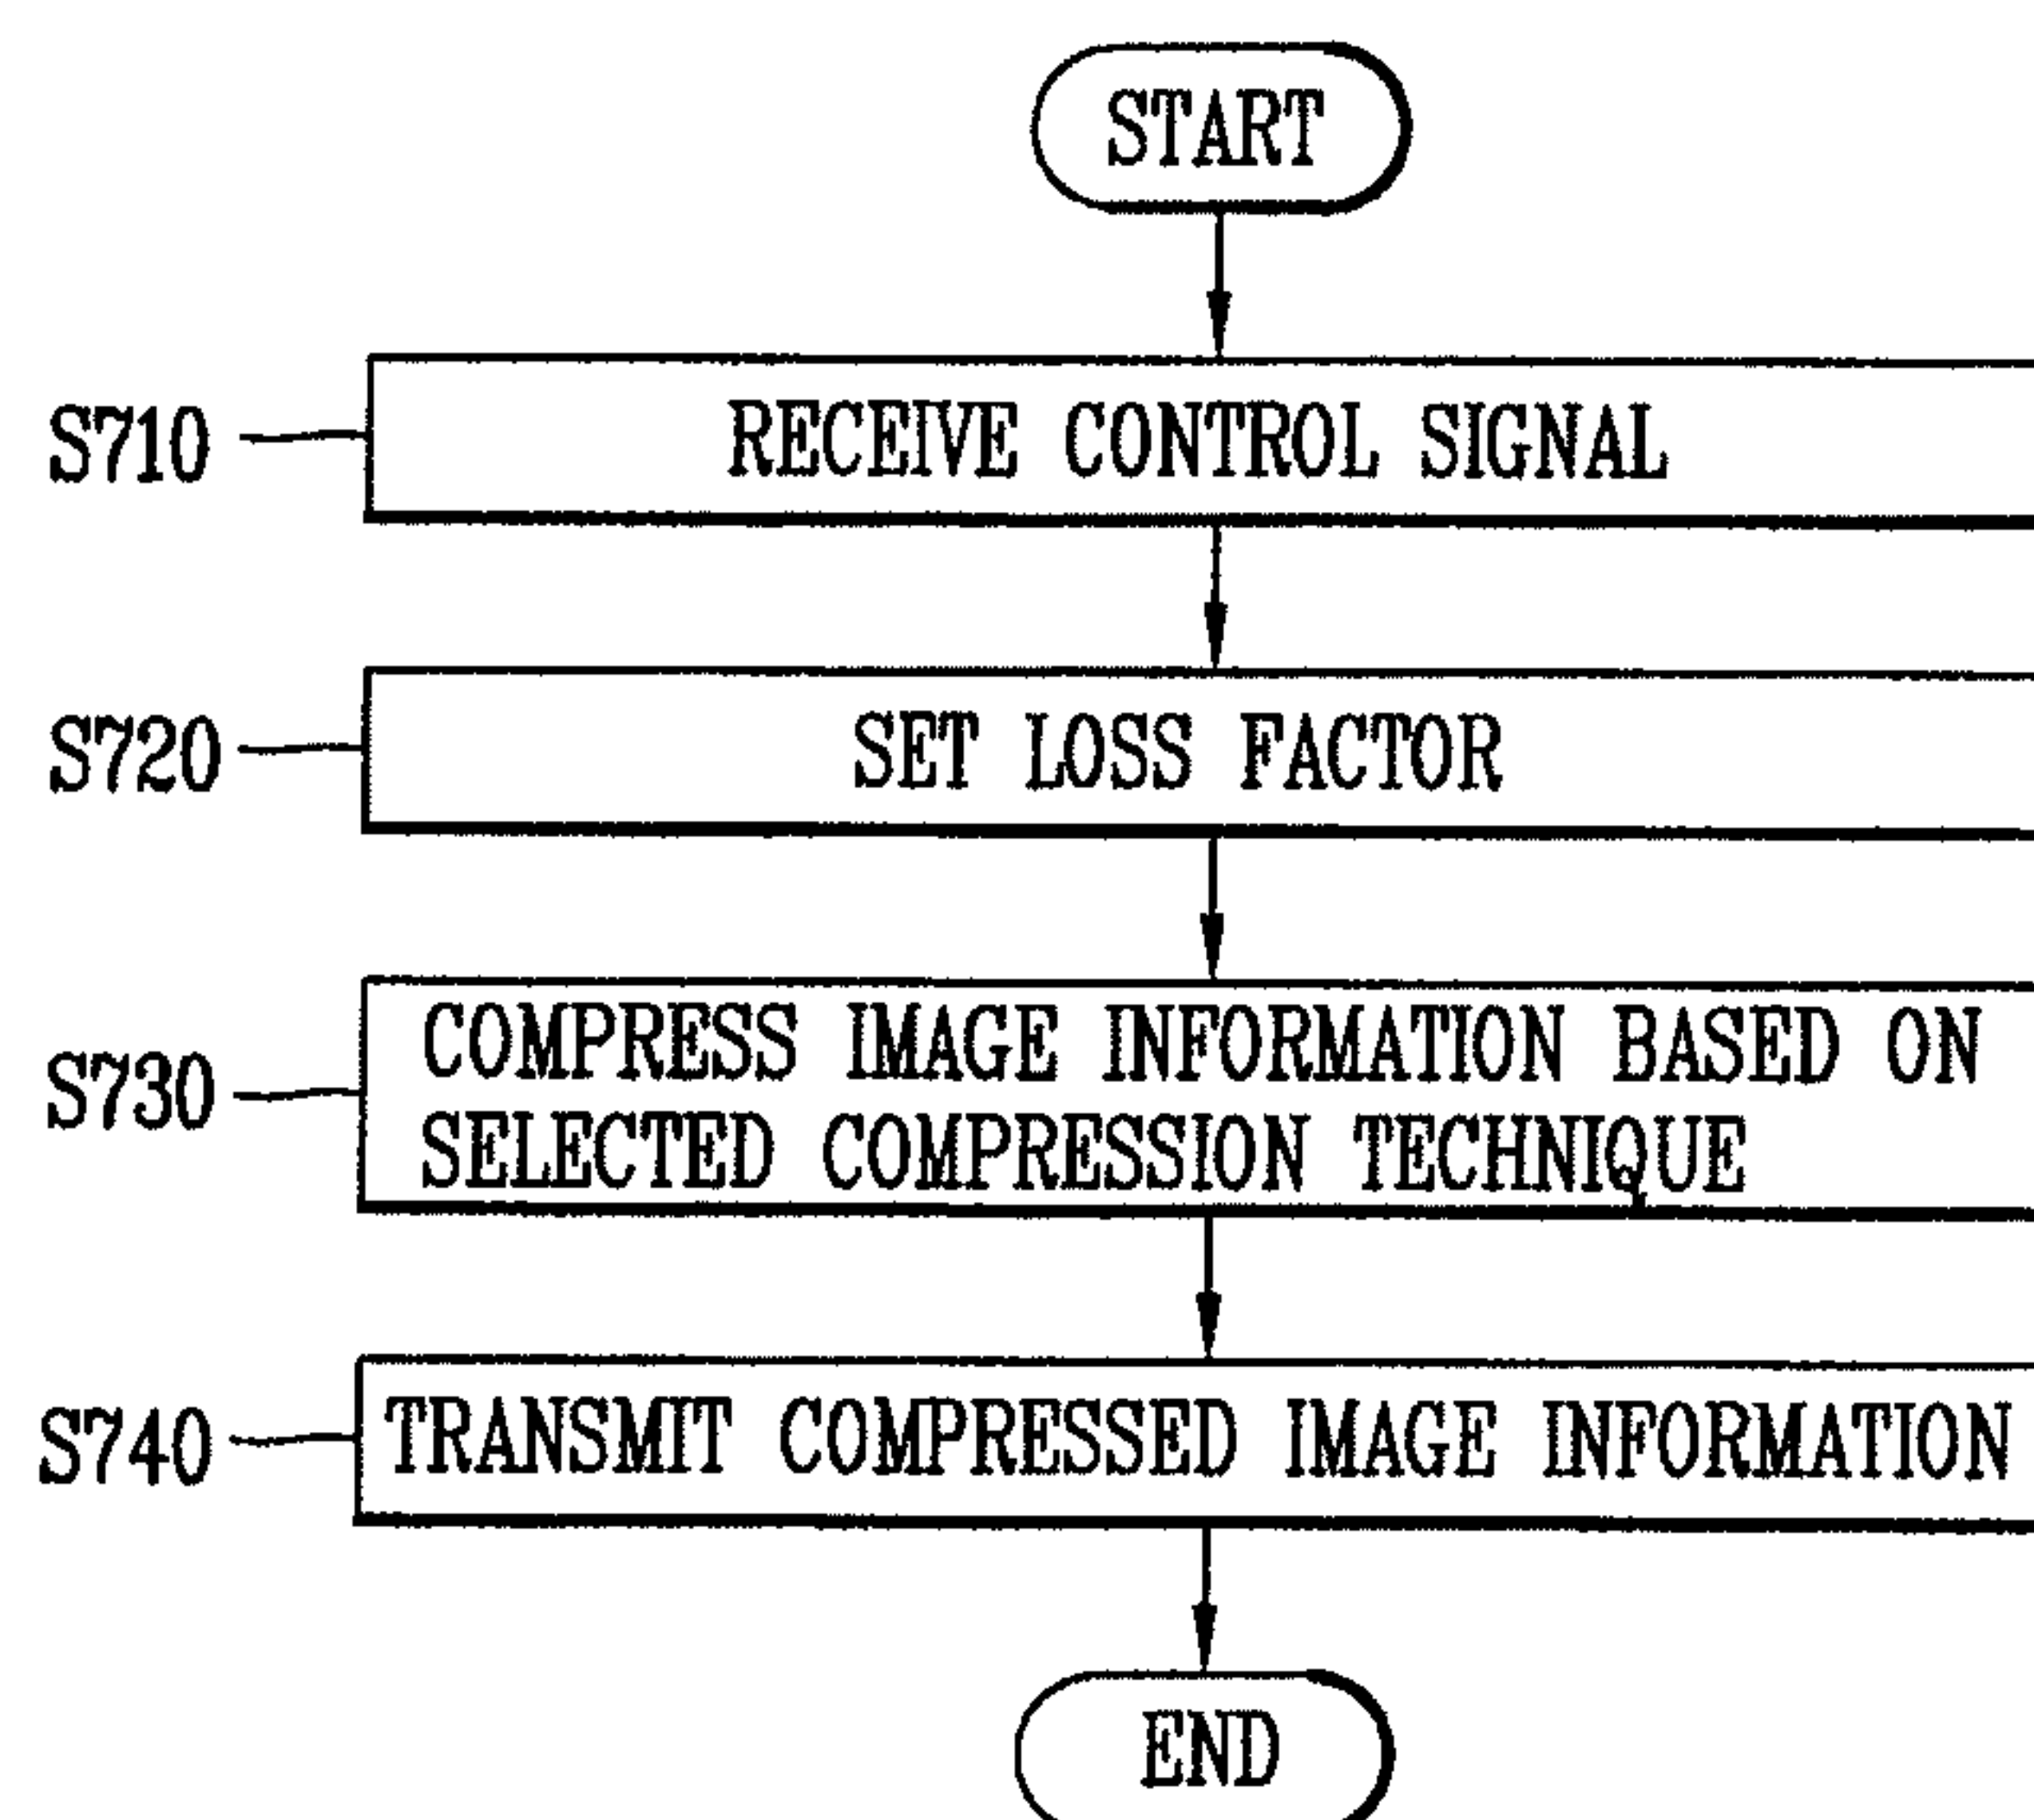 START
S710
RECEIVE CONTROL SIGNAL
S720
SET LOSS FACTOR
S730
COMPRESS IMAGE INFORMATION BASED ON
SELECTED COMPRESSION TECHNIQUE
S740
TRANSMIT COMPRESSED IMAGE INFORMATION
END